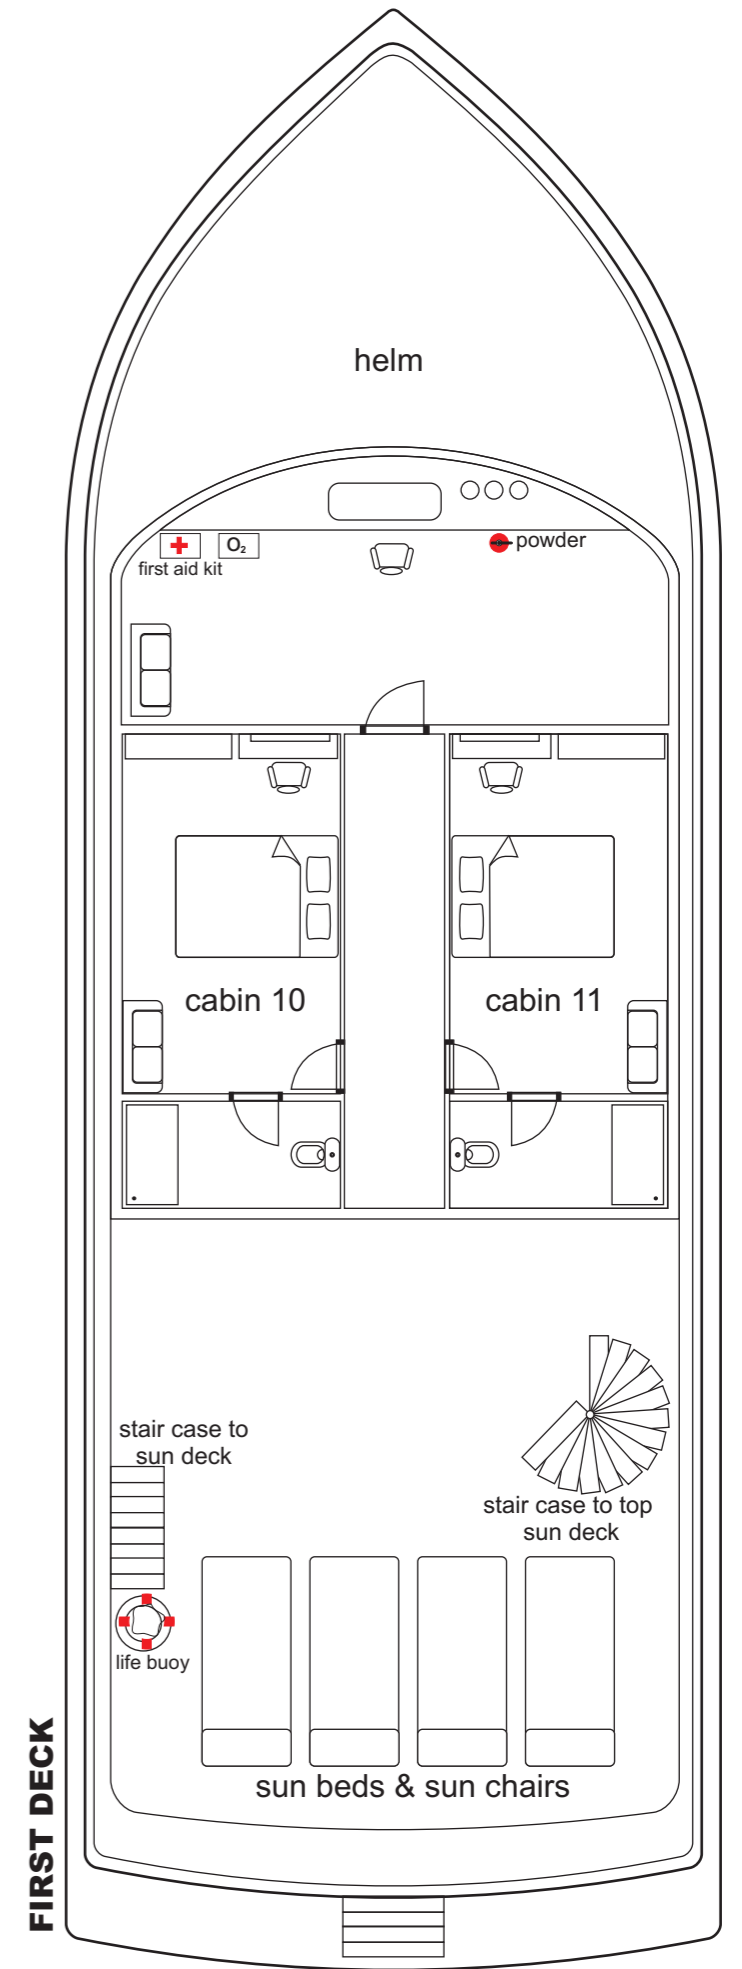 helm
O₂
powder
first aid kit
cabin 10
cabin 11
stair case to
sun deck
stair case to top
sun deck
life buoy
sun beds & sun chairs
FIRST DECK